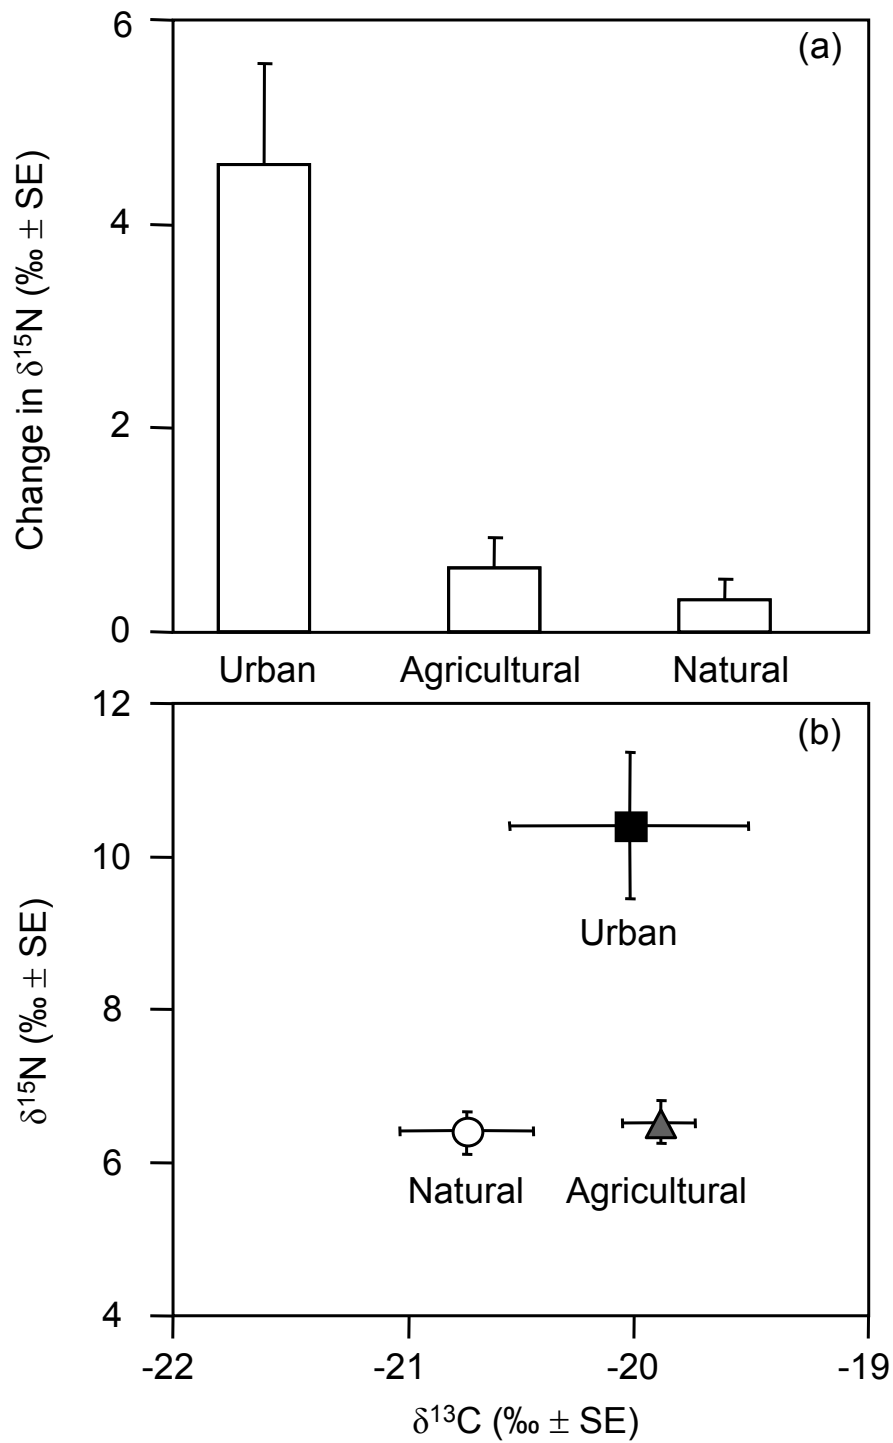 (a)
Change in δ¹⁵N (‰ ± SE)
6
4
2
0
Urban Agricultural Natural
(b)
δ¹⁵N (‰ ± SE)
12
10
8
6
4
Urban
Natural Agricultural
-22 -21 -20 -19
δ¹³C (‰ ± SE)